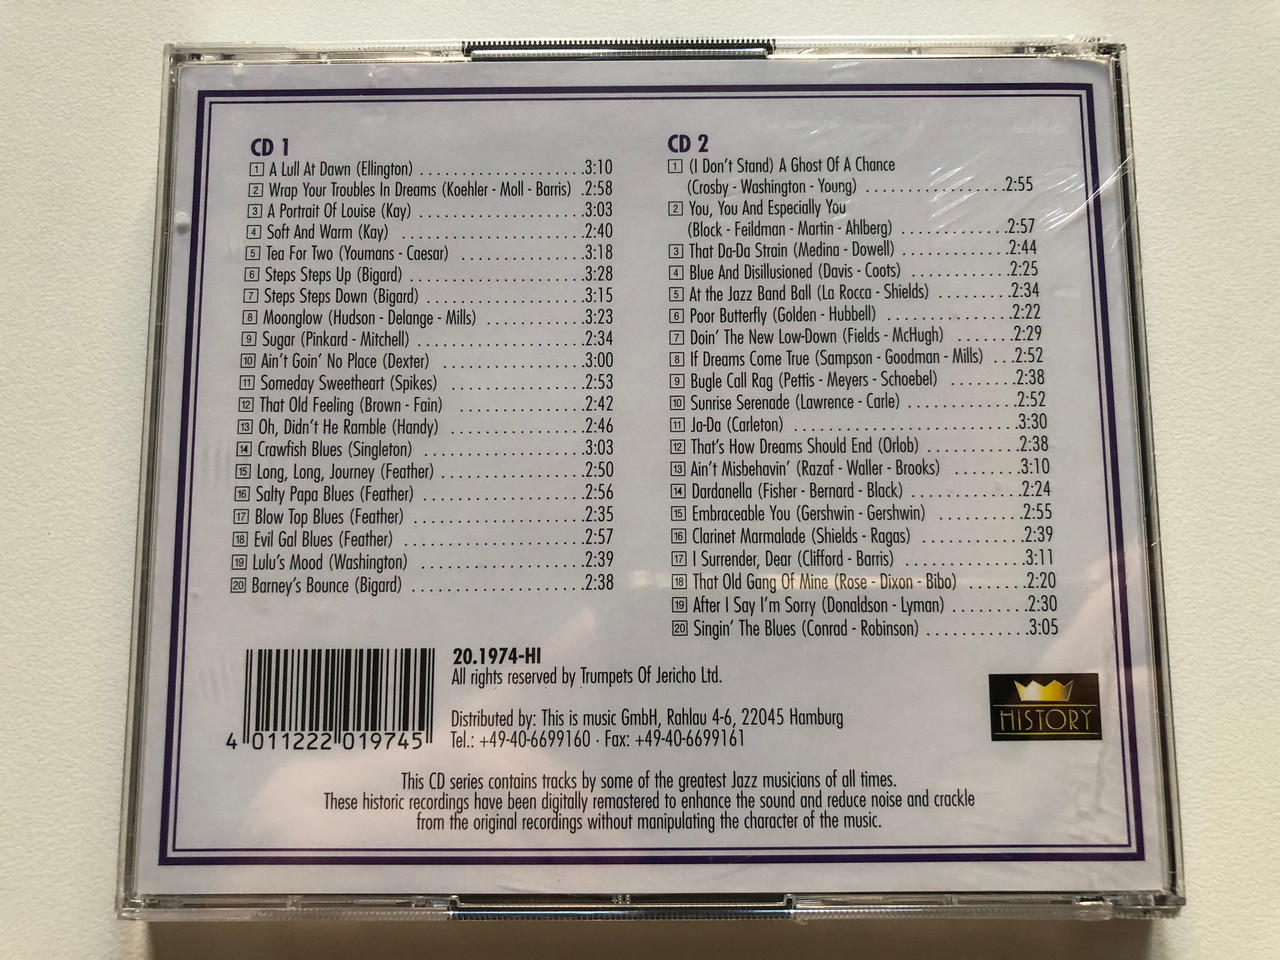 CD 1
1 A Lull At Dawn (Ellington) ................................3:10
2 Wrap Your Troubles In Dreams (Koehler - Moll - Barris) .2:58
3 A Portrait Of Louise (Kay) ..........................3:03
4 Soft And Warm (Kay) ..............................2:40
5 Tea For Two (Youmans - Caesar) ....................3:18
6 Steps Steps Up (Bigard) ............................3:28
7 Steps Steps Down (Bigard) .........................3:15
8 Moonglow (Hudson - Delange - Mills) ...............3:23
9 Sugar (Pinkard - Mitchell) ...........................2:34
10 Ain't Goin' No Place (Dexter) ........................3:00
11 Someday Sweetheart (Spikes) .......................2:53
12 That Old Feeling (Brown - Fain) .....................2:42
13 Oh, Didn't He Ramble (Handy) .....................2:46
14 Crawfish Blues (Singleton) ...........................3:03
15 Long, Long, Journey (Feather) .......................2:50
16 Salty Papa Blues (Feather) ...........................2:56
17 Blow Top Blues (Feather) ............................2:35
18 Evil Gal Blues (Feather) .............................2:57
19 Lulu's Mood (Washington) ..........................2:39
20 Barney's Bounce (Bigard) ............................2:38
CD 2
1 (I Don't Stand) A Ghost Of A Chance
(Crosby - Washington - Young) .....................2:55
2 You, You And Especially You
(Block - Feildman - Martin - Ahlberg) ................2:57
3 That Da-Da Strain (Medina - Dowell) .................2:44
4 Blue And Disillusioned (Davis - Coots) ................2:25
5 At the Jazz Band Ball (La Rocca - Shields) ............2:34
6 Poor Butterfly (Golden - Hubbell) ....................2:22
7 Doin' The New Low-Down (Fields - McHugh) .........2:29
8 If Dreams Come True (Sampson - Goodman - Mills) ...2:52
9 Bugle Call Rag (Pettis - Meyers - Schoebel) ...........2:38
10 Sunrise Serenade (Lawrence - Carle) .................2:52
11 Ja-Da (Carleton) ..................................3:30
12 That's How Dreams Should End (Orlob) ..............2:38
13 Ain't Misbehavin' (Razaf - Waller - Brooks) ..........3:10
14 Dardanella (Fisher - Bernard - Black) ................2:24
15 Embraceable You (Gershwin - Gershwin) .............2:55
16 Clarinet Marmalade (Shields - Ragas) ...............2:39
17 I Surrender, Dear (Clifford - Barris) ..................3:11
18 That Old Gang Of Mine (Rose - Dixon - Bibo) .......2:20
19 After I Say I'm Sorry (Donaldson - Lyman) ..........2:30
20 Singin' The Blues (Conrad - Robinson) ..............3:05
4 011222 019745
20.1974-HI
All rights reserved by Trumpets Of Jericho Ltd.
Distributed by: This is music GmbH, Rahlau 4-6, 22045 Hamburg
Tel.: +49-40-6699160 · Fax: +49-40-6699161
HISTORY
This CD series contains tracks by some of the greatest Jazz musicians of all times.
These historic recordings have been digitally remastered to enhance the sound and reduce noise and crackle
from the original recordings without manipulating the character of the music.